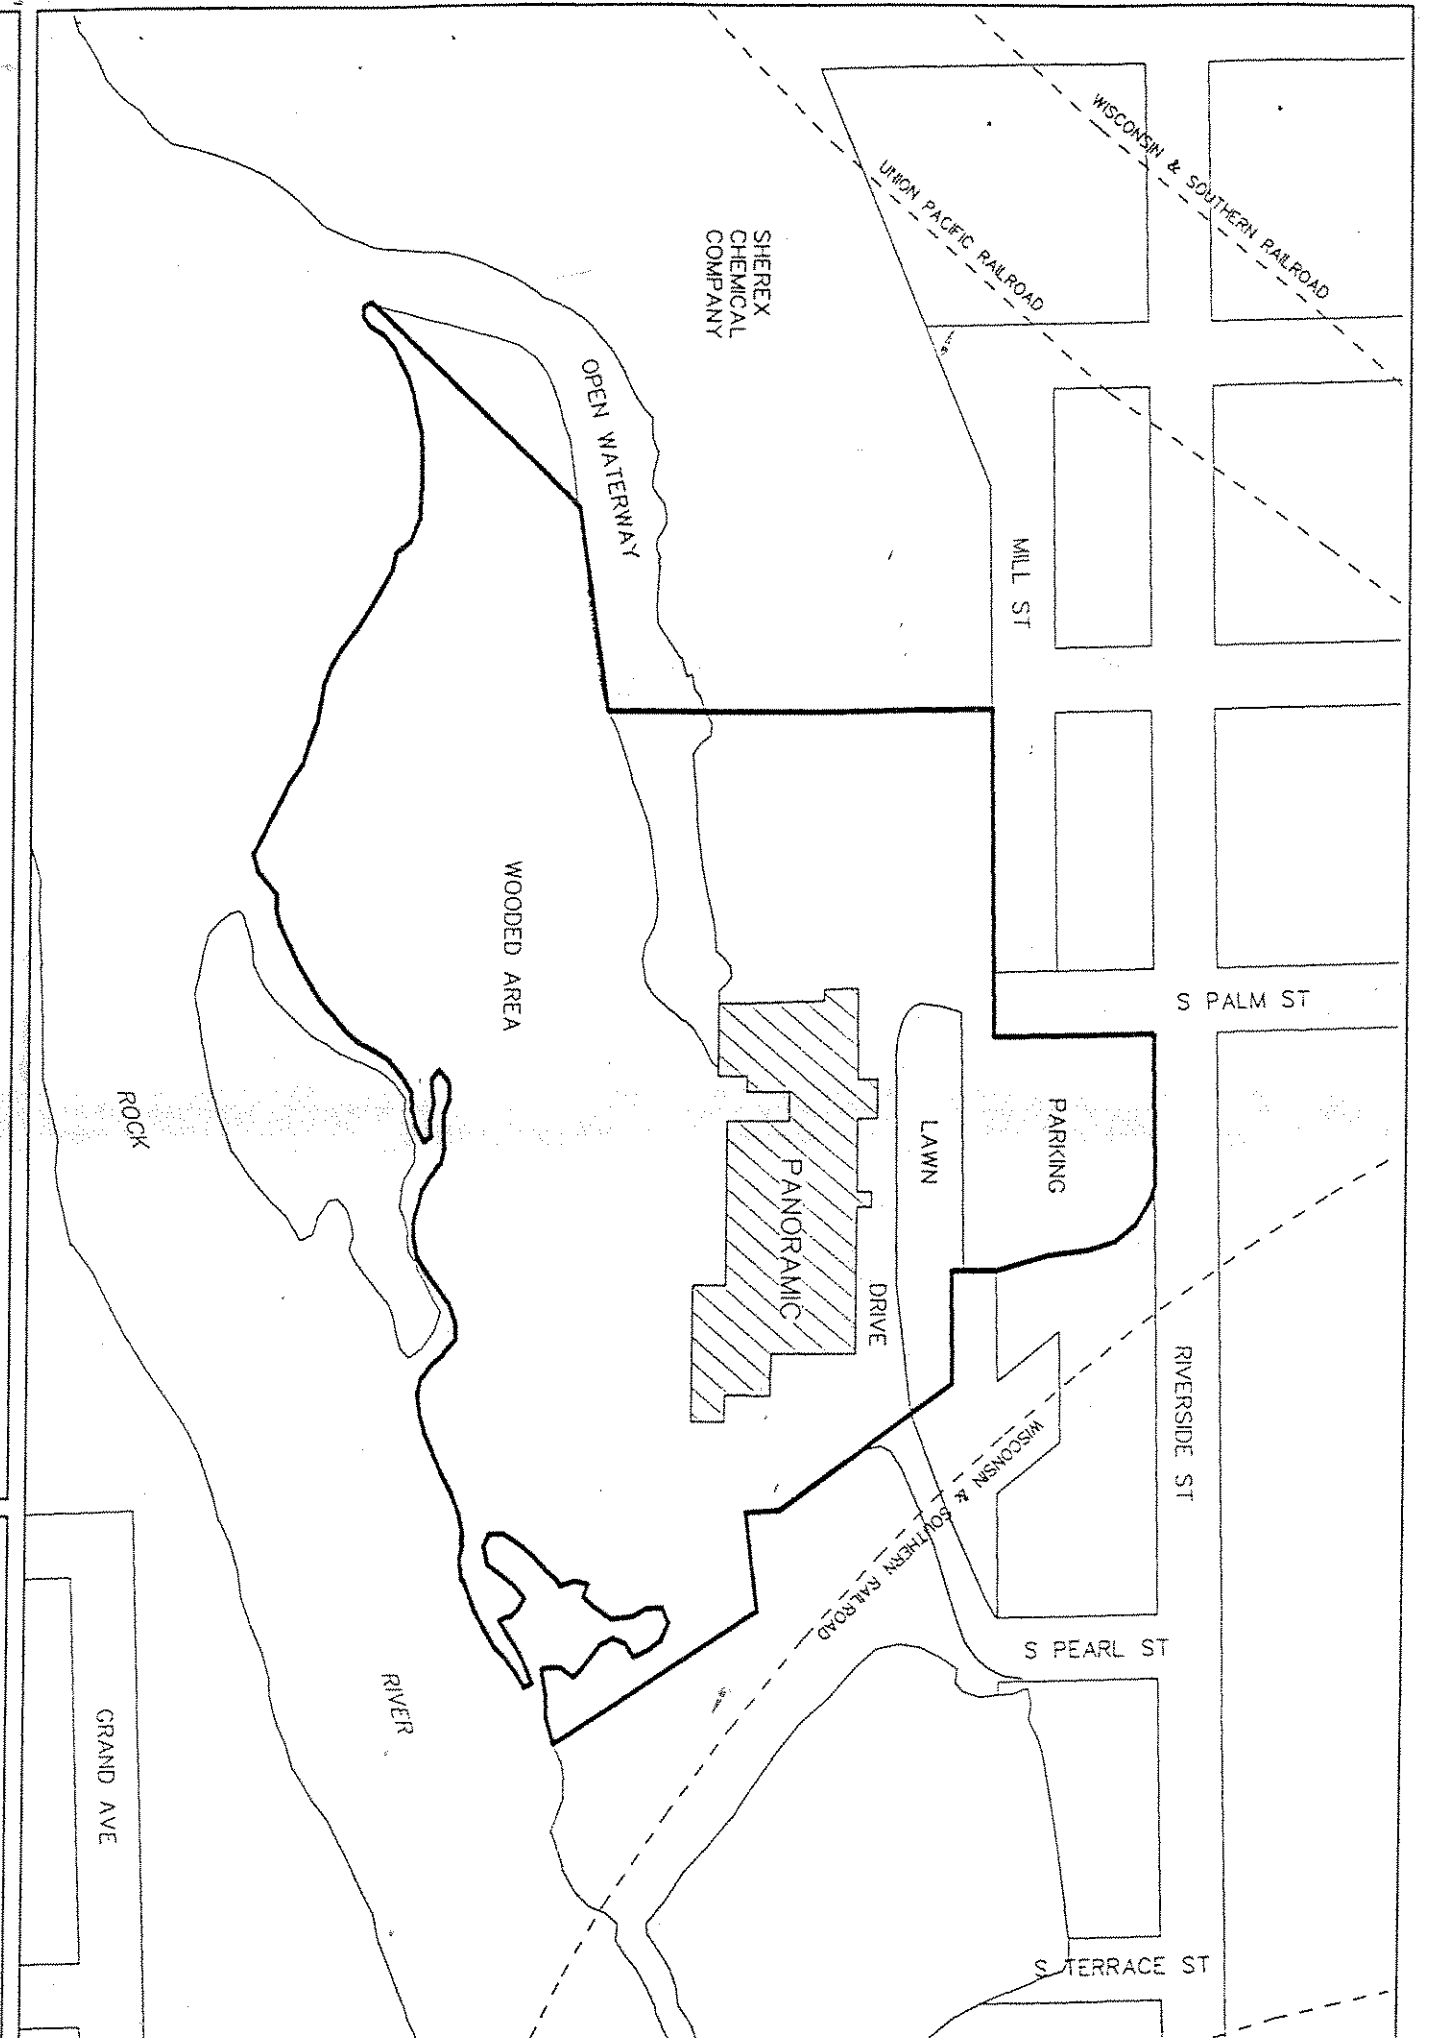 WISCONSIN & SOUTHERN RAILROAD
UNION PACIFIC RAILROAD
SHEREX
CHEMICAL
COMPANY
OPEN WATERWAY
MILL ST
S PALM ST
WOODED AREA
PARKING
LAWN
PANORAMIC
DRIVE
ROCK
RIVER
RIVERSIDE ST
WISCONSIN & SOUTHERN RAILROAD
S PEARL ST
GRAND AVE
S TERRACE ST